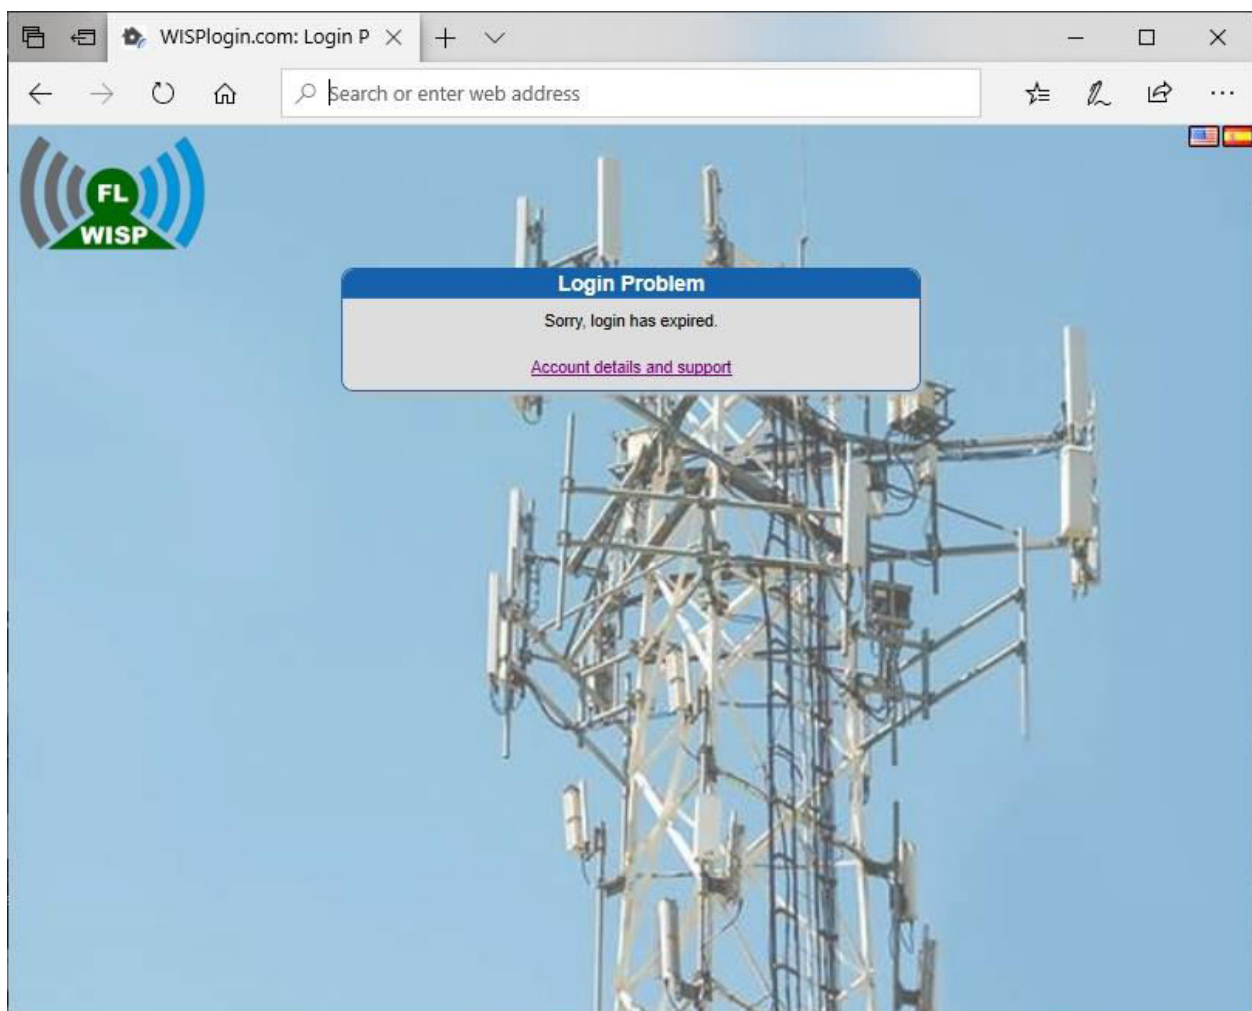 WISPlogin.com: Login P
Search or enter web address
FL
WISP
Login Problem
Sorry, login has expired.
Account details and support